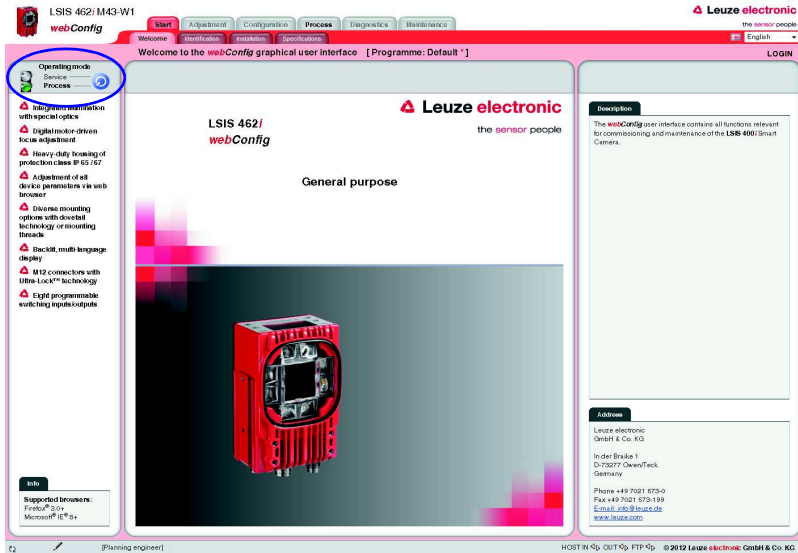 LSIS 462i M43-W1
webConfig
Leuze electronic
the sensor people
Start Adjustment Configuration Process Diagnostics Maintenance
English
Welcome Identification Installation Specifications
Welcome to the webConfig graphical user interface [ Programme: Default * ]
LOGIN
Operating mode
Service
Process
Integrated illumination
with special optics
Digital motor-driven
focus adjustment
Heavy-duty housing of
protection class IP 65 / 67
Adjustment of all
device parameters via web
browser
Diverse mounting
options with dovetail
technology or mounting
threads
Backlit, multi-language
display
M12 connectors with
Ultra-Lock™ technology
Eight programmable
switching inputs/outputs
Info
Supported browsers:
Firefox® 3.0+
Microsoft® IE® 8+
LSIS 462i
webConfig
Leuze electronic
the sensor people
General purpose
Description
The webConfig user interface contains all functions relevant
for commissioning and maintenance of the LSIS 400i Smart
Camera.
Address
Leuze electronic
GmbH & Co. KG
In der Braike 1
D-73277 Owen/Teck
Germany
Phone +49 7021 573-0
Fax +49 7021 573-199
E-mail: info@leuze.de
www.leuze.com
[Planning engineer]
HOST IN OUT FTP © 2012 Leuze electronic GmbH & Co. KG